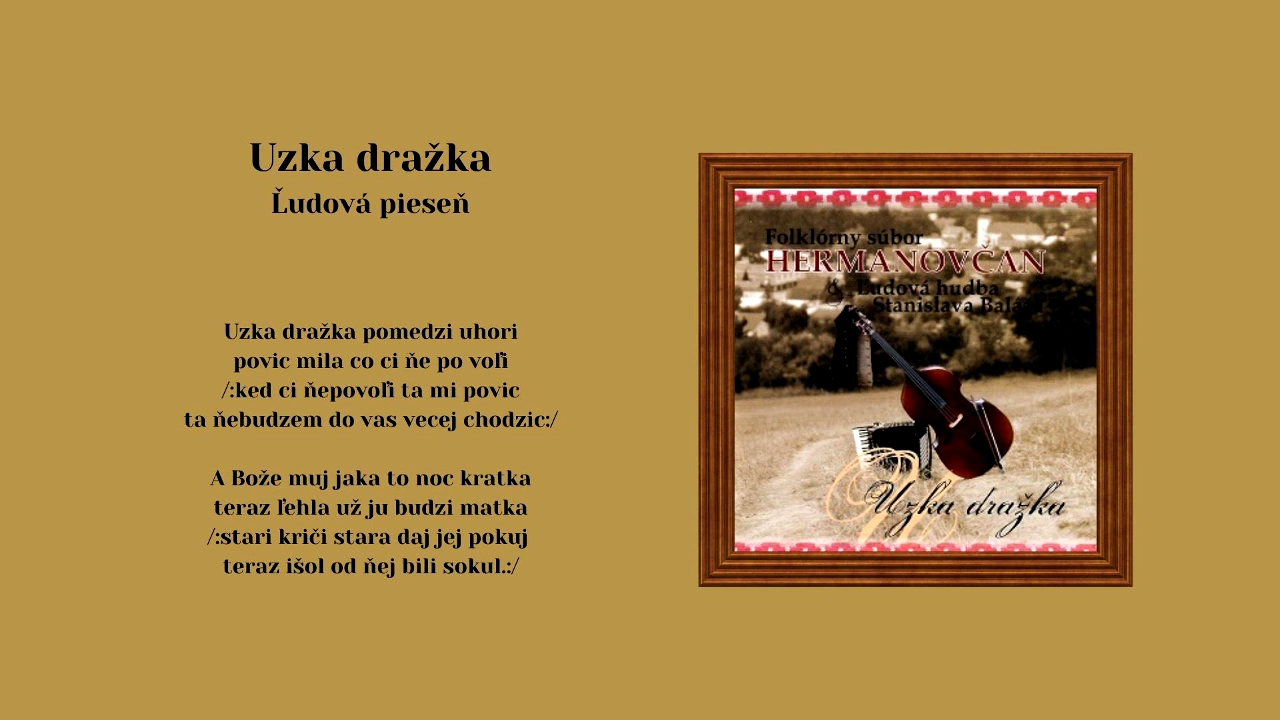 Uzka dražka
Ľudová pieseň
Uzka dražka pomedzi uhori
povic mila co ci ňe po voľi
/:ked ci ňepovoľi ta mi povic
ta ňebudzem do vas vecej chodzic:/
A Bože muj jaka to noc kratka
teraz ľehla už ju budzi matka
/:stari kriči stara daj jej pokuj
teraz išol od ňej bili sokul.:/
Folklórny súbor
HERMANOVČAN
& Ľudová hudba
Stanislava
Uzka dražka